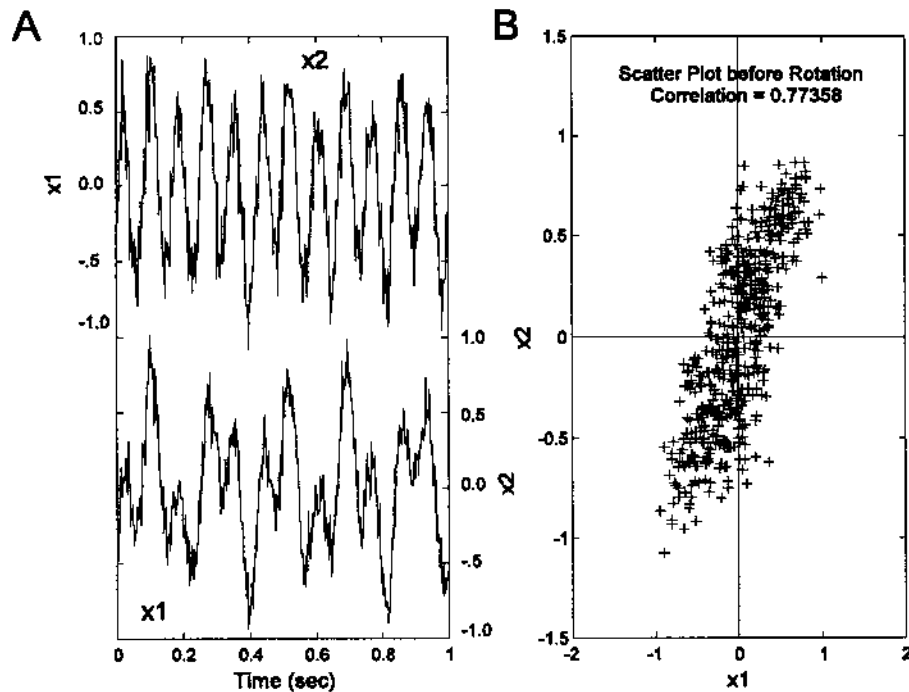 A
1.0
0.5
0.0
-.5
-1.0
x1
x2
1.0
0.5
0.0
-.5
-1.0
x2
x1
0
0.2
0.4
0.6
0.8
1
Time (sec)
B
1.5
1
0.5
0
-0.5
-1
-1.5
x2
Scatter Plot before Rotation
Correlation = 0.77358
-2
-1
0
1
2
x1